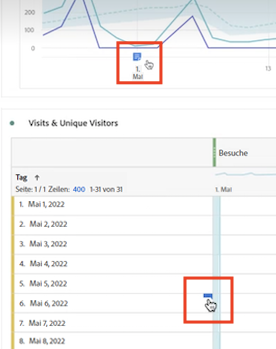 200
100
0
1.
Mai
13
Visits & Unique Visitors
Besuche
Tag ↑
Seite: 1/1 Zeilen: 400 1-31 von 31
1. Mai
1. Mai 1, 2022
2. Mai 2, 2022
3. Mai 3, 2022
4. Mai 4, 2022
5. Mai 5, 2022
6. Mai 6, 2022
7. Mai 7, 2022
8. Mai 8, 2022